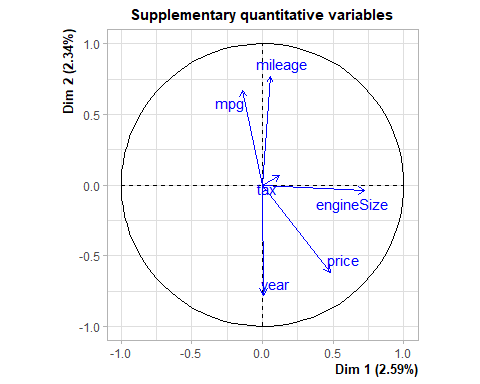 Supplementary quantitative variables
Dim 2 (2.34%)
1.0
0.5
0.0
-0.5
-1.0
mileage
mpg
tax
engineSize
price
year
-1.0 -0.5 0.0 0.5 1.0
Dim 1 (2.59%)